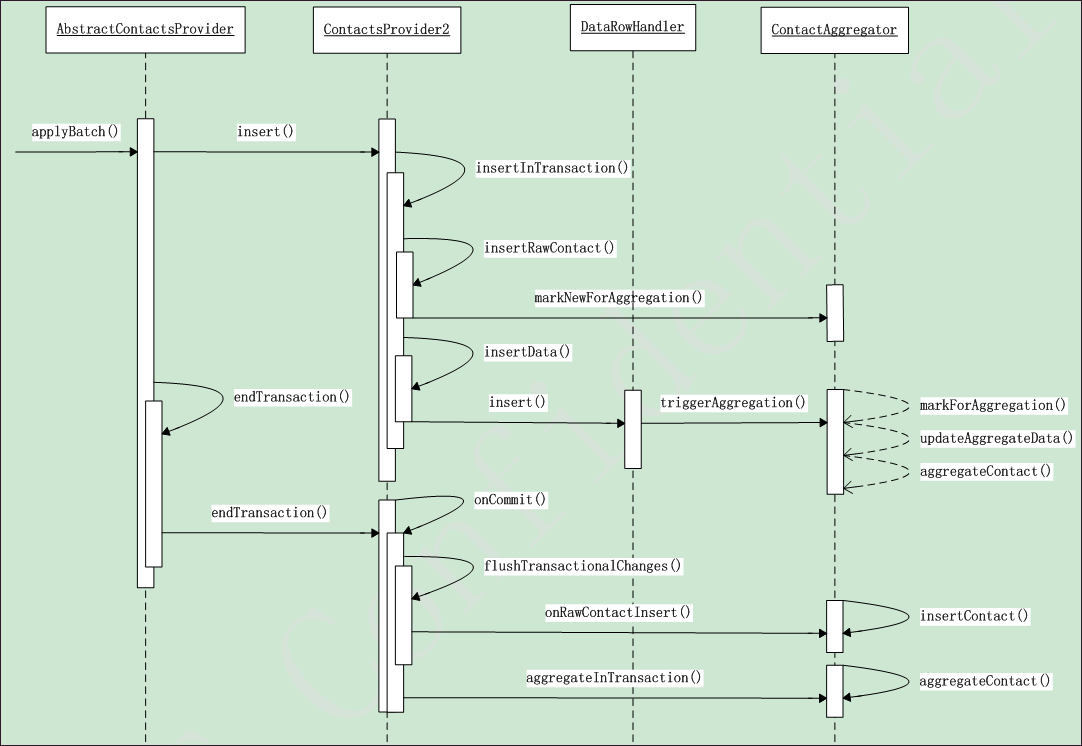 AbstractContactsProvider
ContactsProvider2
DataRowHandler
ContactAggregator
applyBatch()
insert()
insertInTransaction()
insertRawContact()
markNewForAggregation()
insertData()
endTransaction()
insert()
triggerAggregation()
markForAggregation()
updateAggregateData()
aggregateContact()
onCommit()
endTransaction()
flushTransactionalChanges()
onRawContactInsert()
insertContact()
aggregateInTransaction()
aggregateContact()
Confidential